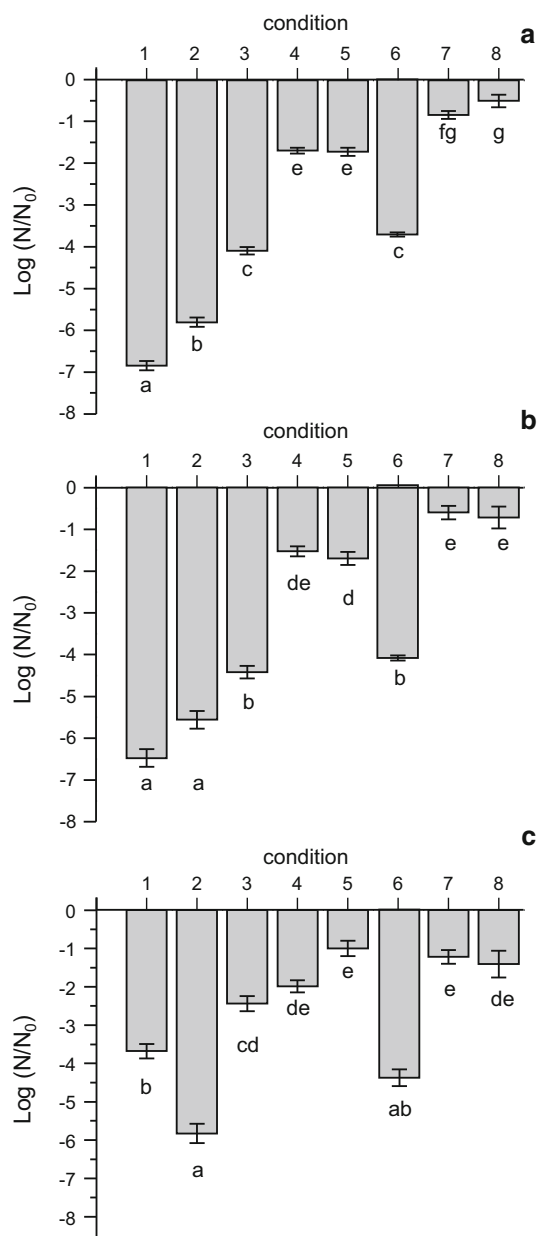 a
condition
1 2 3 4 5 6 7 8
0
-1
-2
-3
-4
-5
-6
-7
-8
Log (N/N0)
a
b
c
e
e
c
fg
g
b
condition
1 2 3 4 5 6 7 8
0
-1
-2
-3
-4
-5
-6
-7
-8
Log (N/N0)
a
a
b
de
d
b
e
e
c
condition
1 2 3 4 5 6 7 8
0
-1
-2
-3
-4
-5
-6
-7
-8
Log (N/N0)
b
a
cd
de
e
ab
e
de